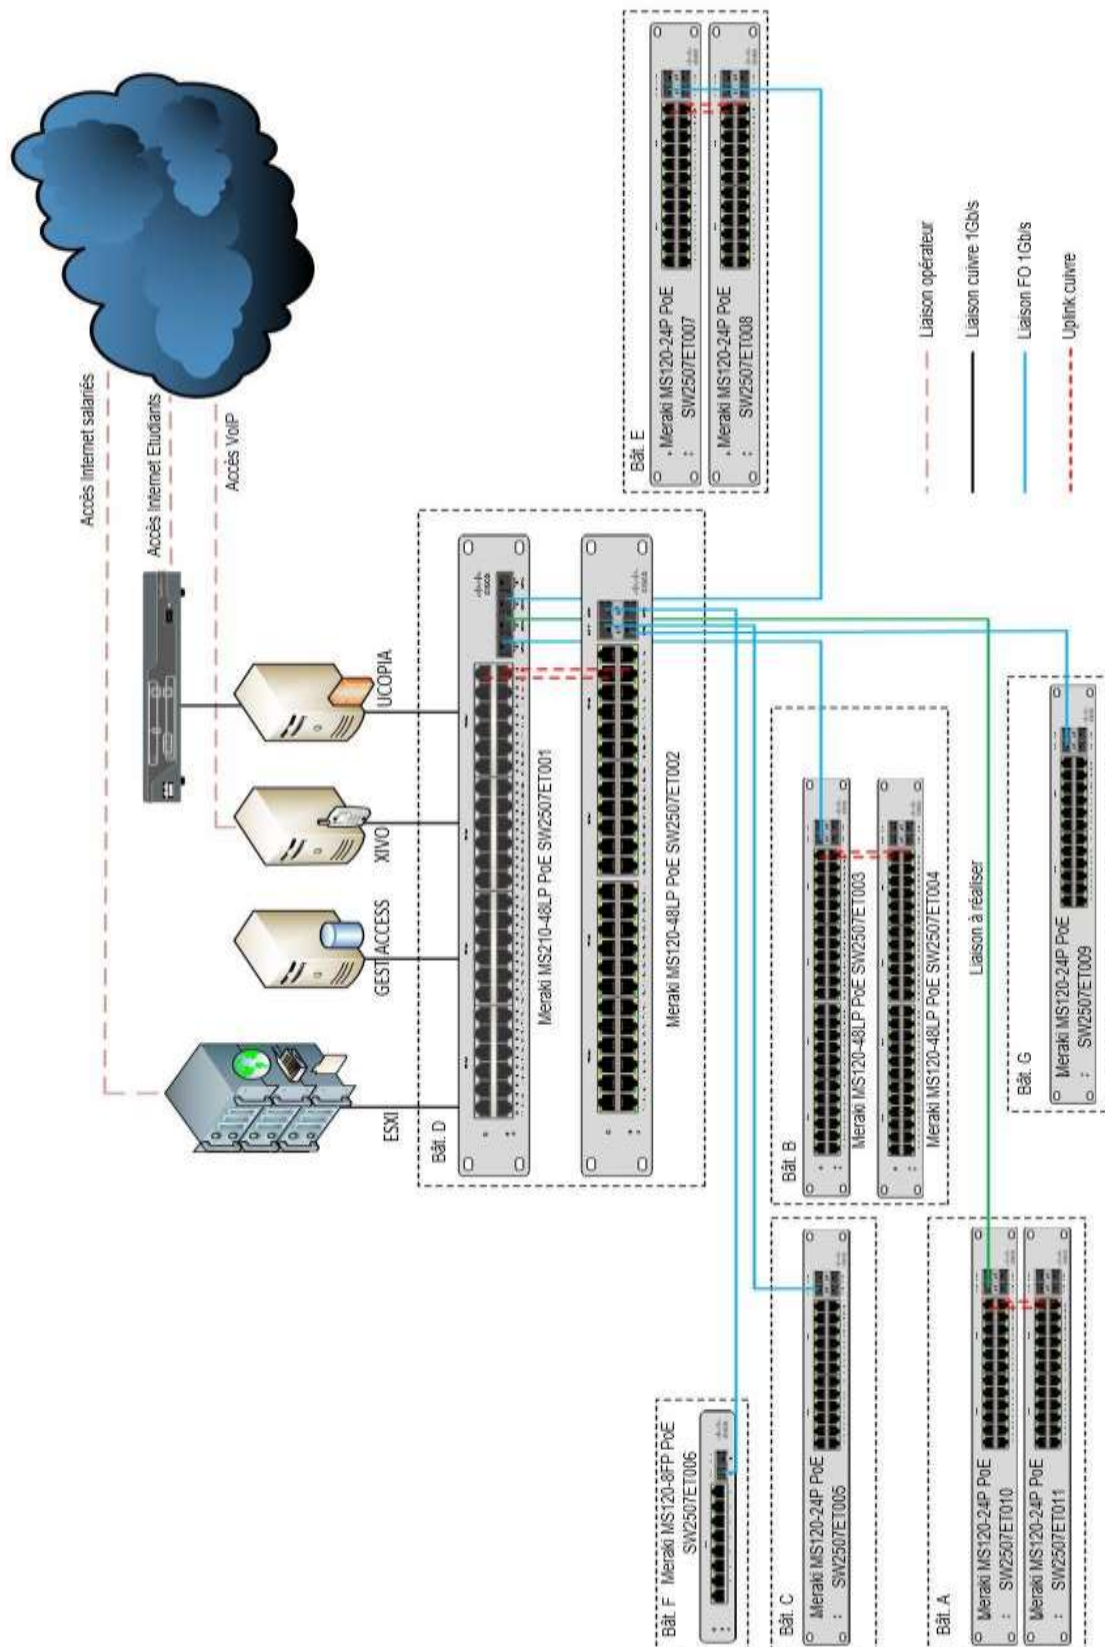 Accès Internet salariés
Accès Internet Etudiants
Accès VoIP
ESXI
GEST ACCESS
XIVO
UCOPIA
Bât. D
Meraki MS210-48LP PoE SW2507ET001
Meraki MS120-48LP PoE SW2507ET002
Bât. E
Meraki MS120-24P PoE
SW2507ET007
Meraki MS120-24P PoE
SW2507ET008
Bât. F
Meraki MS120-8FP PoE
SW2507ET006
Bât. C
Meraki MS120-24P PoE
SW2507ET005
Bât. B
Meraki MS120-48LP PoE SW2507ET003
Meraki MS120-48LP PoE SW2507ET004
Bât. A
Meraki MS120-24P PoE
SW2507ET010
Meraki MS120-24P PoE
SW2507ET011
Liaison à réaliser
Bât. G
Meraki MS120-24P PoE
SW2507ET009
Liaison opérateur
Liaison cuivre 1Gb/s
Liaison FO 1Gb/s
Uplink cuivre